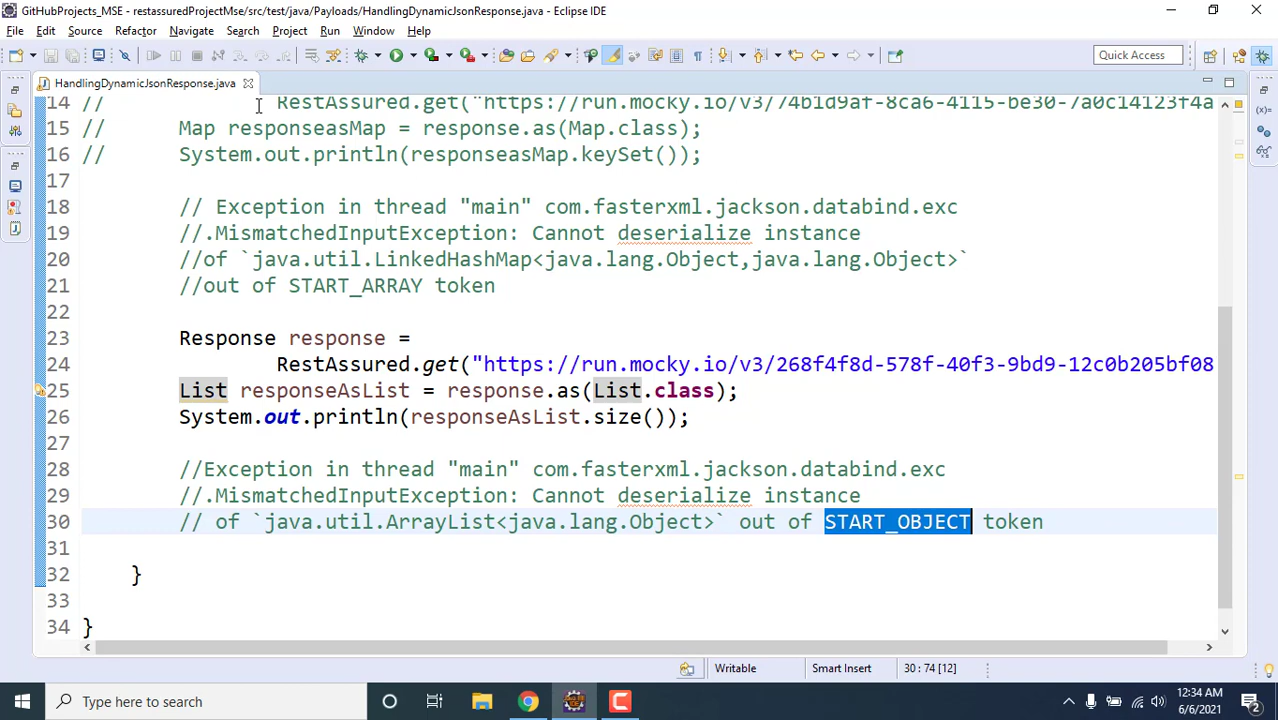 GitHubProjects_MSE - restassuredProjectMse/src/test/java/Payloads/HandlingDynamicJsonResponse.java - Eclipse IDE
File Edit Source Refactor Navigate Search Project Run Window Help
Quick Access
HandlingDynamicJsonResponse.java
14 // RestAssured.get("https://run.mocky.io/v3/74b1d9af-8ca6-4115-be30-7a0c14123f4a
15 // Map responseasMap = response.as(Map.class);
16 // System.out.println(responseasMap.keySet());
17
18 // Exception in thread "main" com.fasterxml.jackson.databind.exc
19 //.MismatchedInputException: Cannot deserialize instance
20 //of `java.util.LinkedHashMap<java.lang.Object,java.lang.Object>`
21 //out of START_ARRAY token
22
23 Response response =
24 RestAssured.get("https://run.mocky.io/v3/268f4f8d-578f-40f3-9bd9-12c0b205bf08
25 List responseAsList = response.as(List.class);
26 System.out.println(responseAsList.size());
27
28 //Exception in thread "main" com.fasterxml.jackson.databind.exc
29 //.MismatchedInputException: Cannot deserialize instance
30 // of `java.util.ArrayList<java.lang.Object>` out of START_OBJECT token
31
32 }
33
34 }
Writable Smart Insert 30 : 74 [12]
Type here to search
12:34 AM
6/6/2021
2